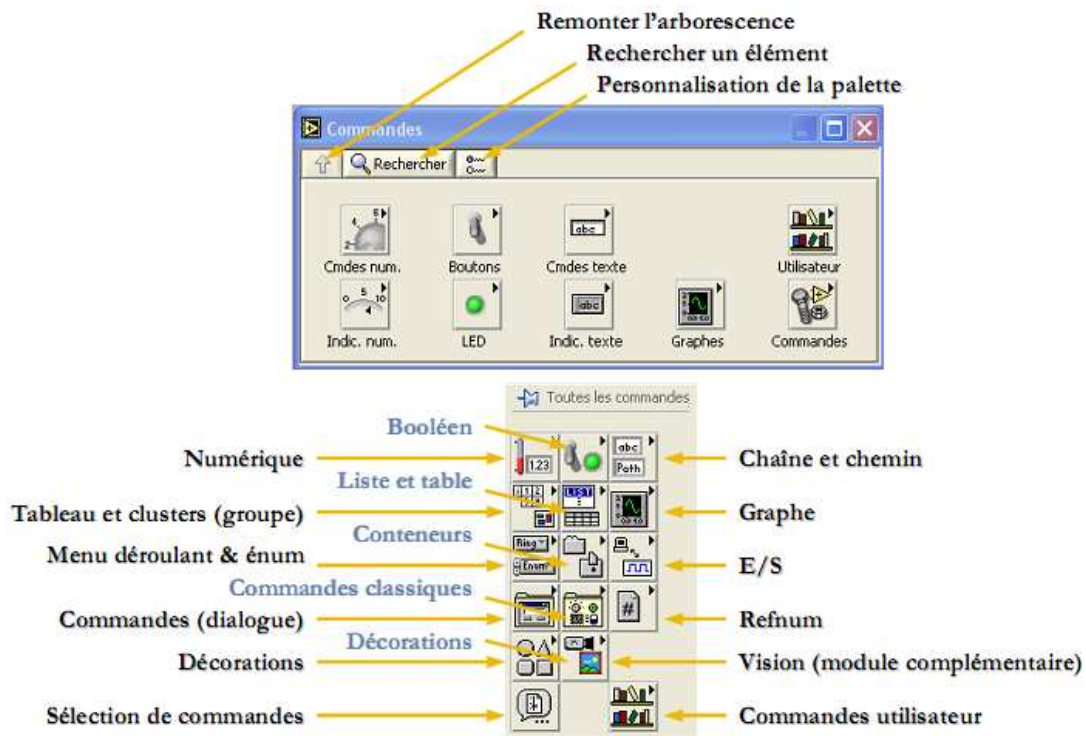 Remonter l'arborescence
Rechercher un élément
Personnalisation de la palette
Commandes
Rechercher
Cmdes num.
Boutons
Cmdes texte
Utilisateur
Indic. num.
LED
Indic. texte
Graphes
Commandes
Toutes les commandes
Booléen
Numérique
Chaîne et chemin
Liste et table
Tableau et clusters (groupe)
Graphe
Conteneurs
Menu déroulant & énum
E/S
Commandes classiques
Commandes (dialogue)
Refnum
Décorations
Décorations
Vision (module complémentaire)
Sélection de commandes
Commandes utilisateur